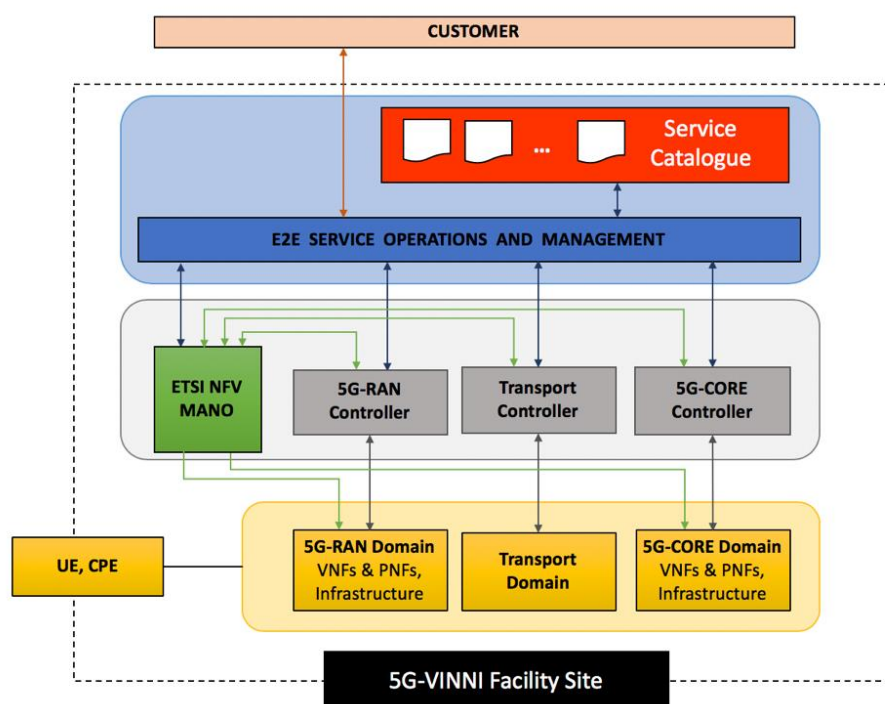 CUSTOMER
Service
Catalogue
...
E2E SERVICE OPERATIONS AND MANAGEMENT
ETSI NFV
MANO
5G-RAN
Controller
Transport
Controller
5G-CORE
Controller
UE, CPE
5G-RAN Domain
VNFs & PNFs,
Infrastructure
Transport
Domain
5G-CORE Domain
VNFs & PNFs,
Infrastructure
5G-VINNI Facility Site